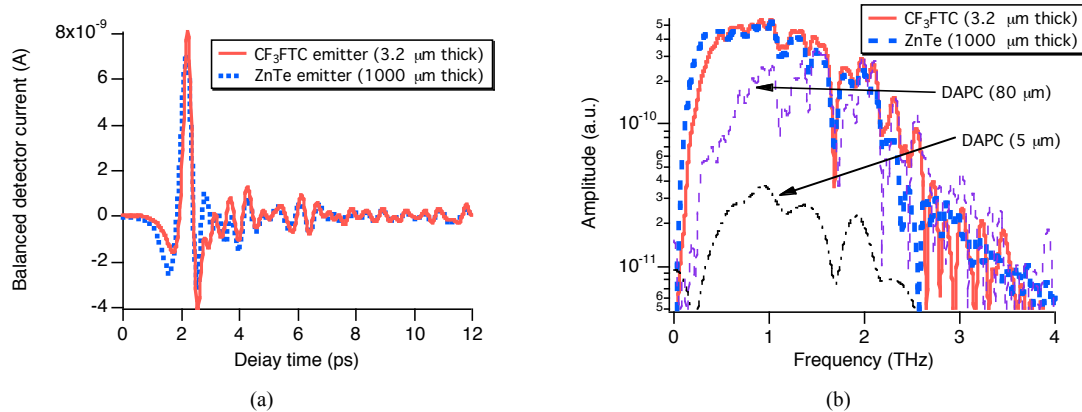 8x10⁻⁹
6
4
2
0
-2
-4
Balanced detector current (A)
CF₃FTC emitter (3.2 µm thick)
ZnTe emitter (1000 µm thick)
0 2 4 6 8 10 12
Delay time (ps)
(a)
5
4
3
2
10⁻¹⁰
6
5
4
3
2
10⁻¹¹
6
5
Amplitude (a.u.)
CF₃FTC (3.2 µm thick)
ZnTe (1000 µm thick)
DAPC (80 µm)
DAPC (5 µm)
0 1 2 3 4
Frequency (THz)
(b)